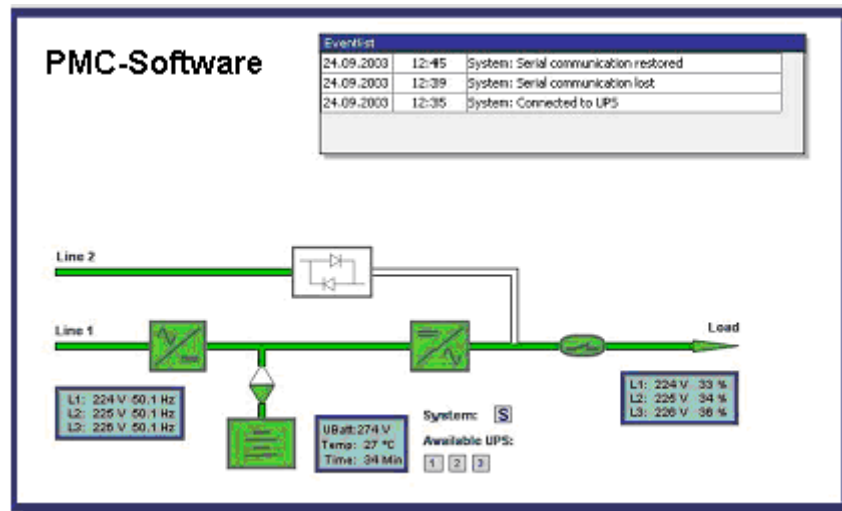 PMC-Software
Eventlist
24.09.2003 12:45 System: Serial communication restored
24.09.2003 12:39 System: Serial communication lost
24.09.2003 12:35 System: Connected to UPS
Line 2
Line 1
Load
L1: 224 V 50,1 Hz
L2: 225 V 50,1 Hz
L3: 226 V 50,1 Hz
UBatt: 274 V
Temp: 27 °C
Time: 34 Min
System: S
Available UPS:
1 2 3
L1: 224 V 33 %
L2: 225 V 34 %
L3: 226 V 36 %